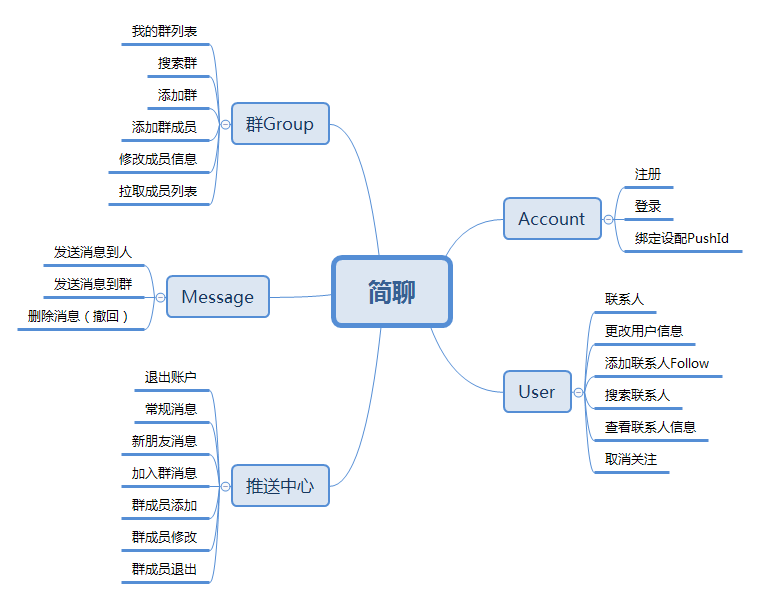 简聊
群Group
我的群列表
搜索群
添加群
添加群成员
修改成员信息
拉取成员列表
Message
发送消息到人
发送消息到群
删除消息（撤回）
推送中心
退出账户
常规消息
新朋友消息
加入群消息
群成员添加
群成员修改
群成员退出
Account
注册
登录
绑定设配PushId
User
联系人
更改用户信息
添加联系人Follow
搜索联系人
查看联系人信息
取消关注